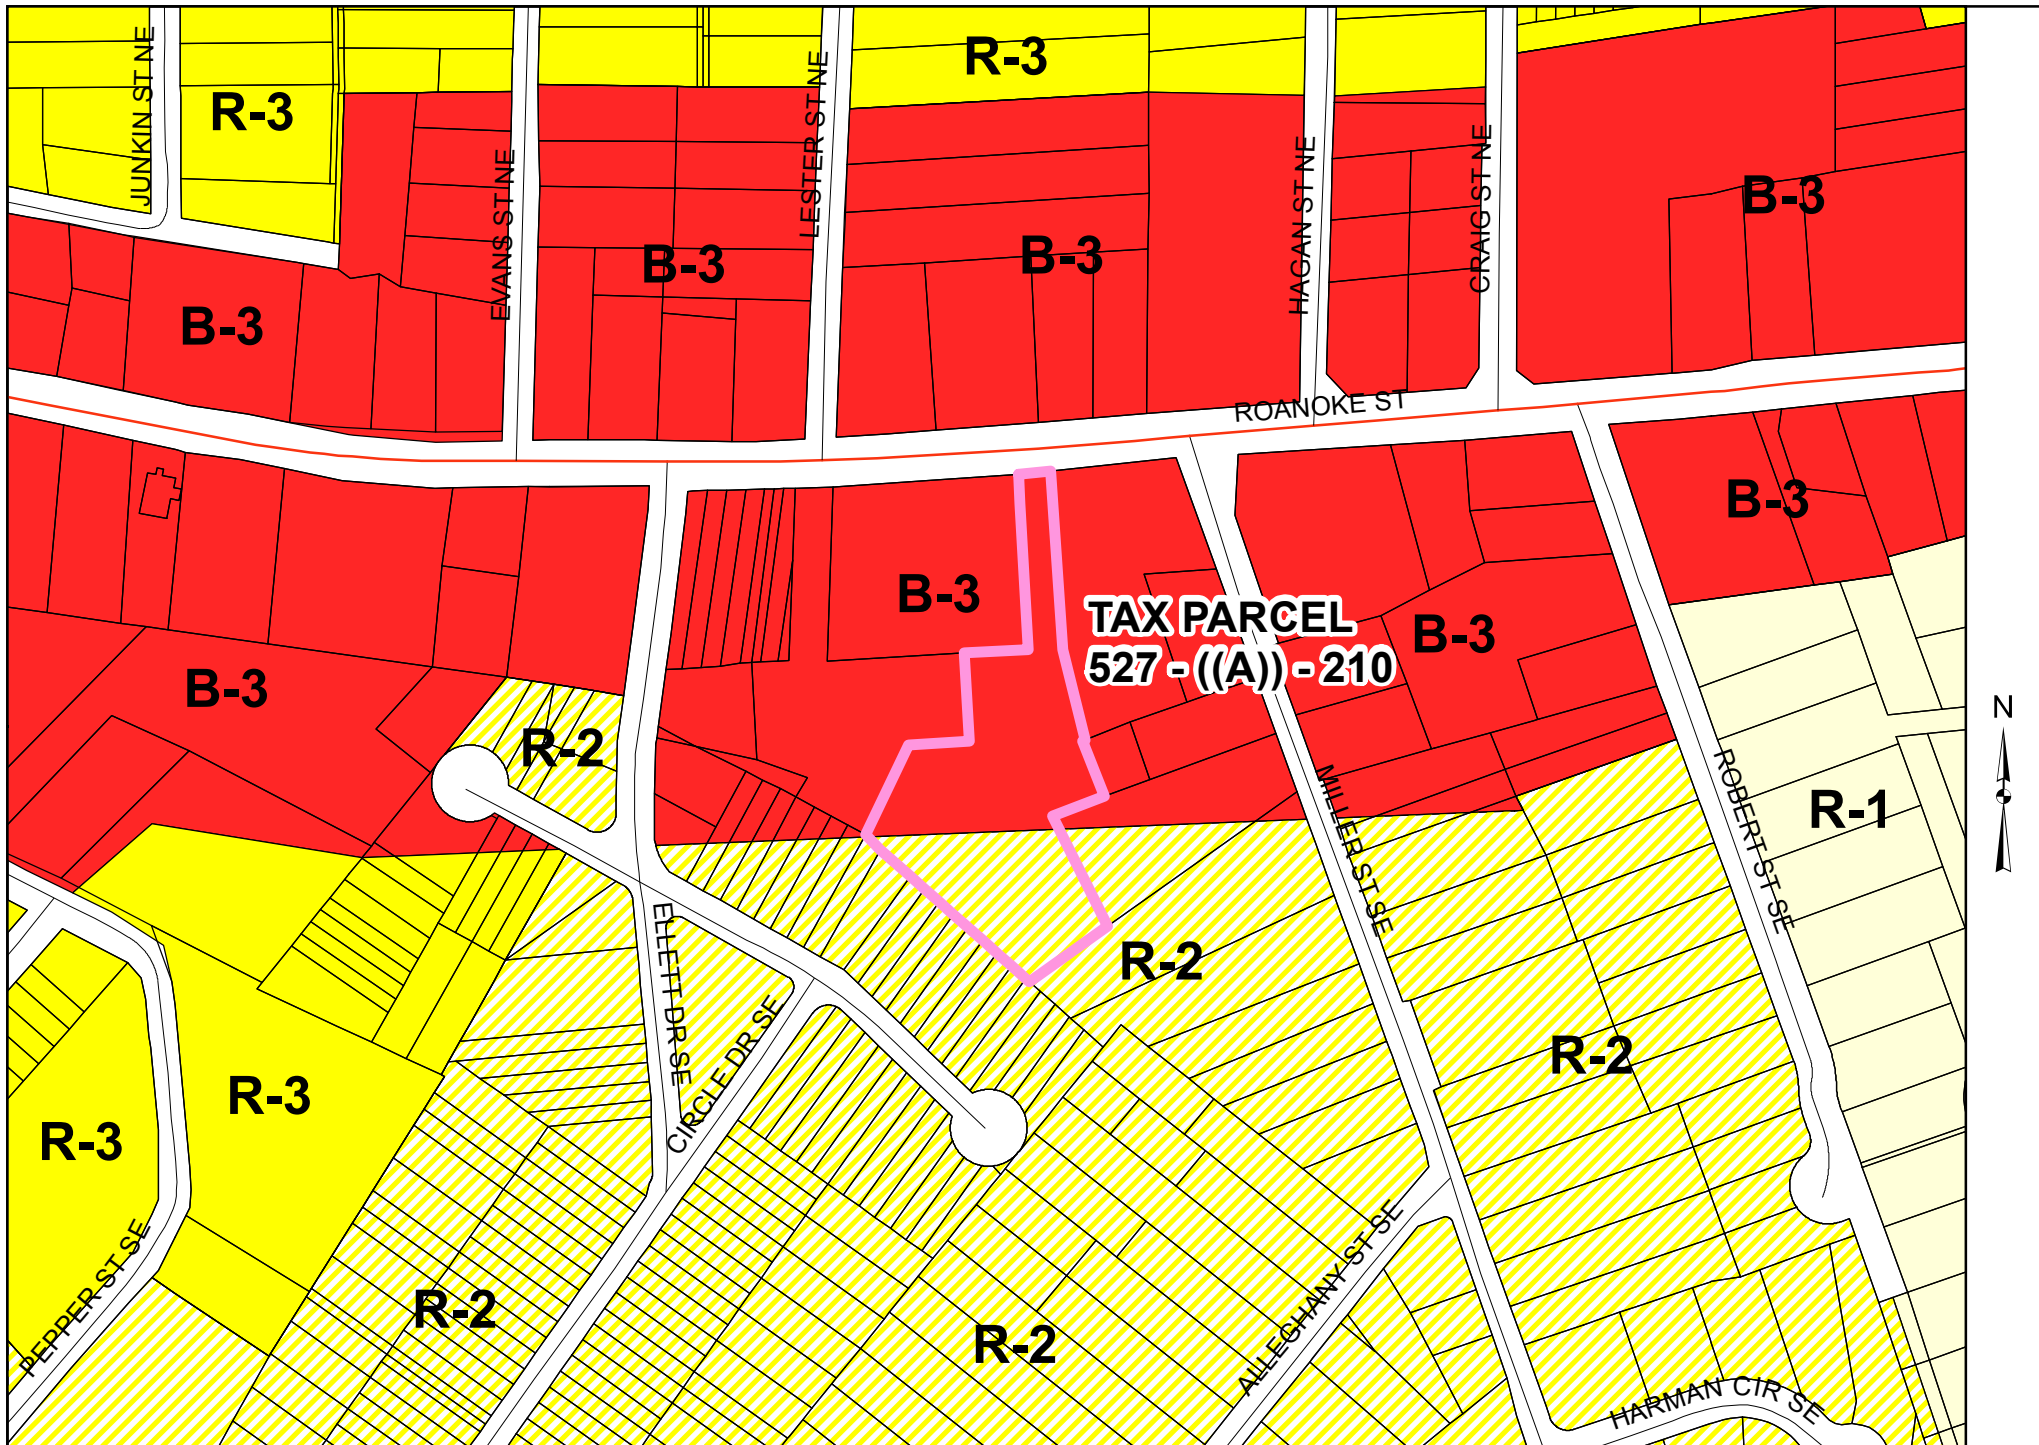 JUNKIN ST NE
R-3
EVANS ST NE
LESTER ST NE
R-3
HAGAN ST NE
CRAIG ST NE
B-3
B-3
B-3
B-3
ROANOKE ST
B-3
B-3
TAX PARCEL
527 - ((A)) - 210
B-3
B-3
R-2
N
MILLER ST SE
ROBERT ST SE
R-1
ELLETT DR SE
R-2
CIRCLE DR SE
R-2
R-3
R-3
PEPPER ST SE
R-2
R-2
ALLEGHANY ST SE
HARMAN CIR SE